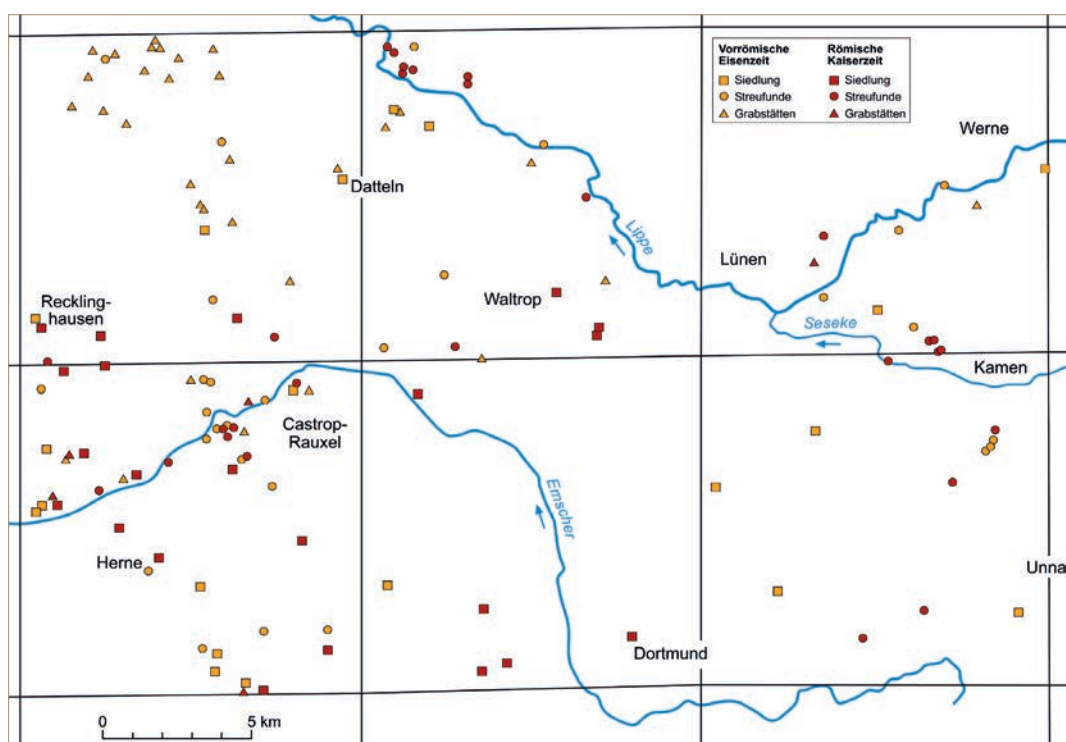 Vorrömische
Eisenzeit
Siedlung
Streufunde
Grabstätten
Römische
Kaiserzeit
Siedlung
Streufunde
Grabstätten
Werne
Datteln
Lippe
Lünen
Waltrop
Reckling-
hausen
Seseke
Kamen
Castrop-
Rauxel
Emscher
Herne
Unna
Dortmund
0 5 km